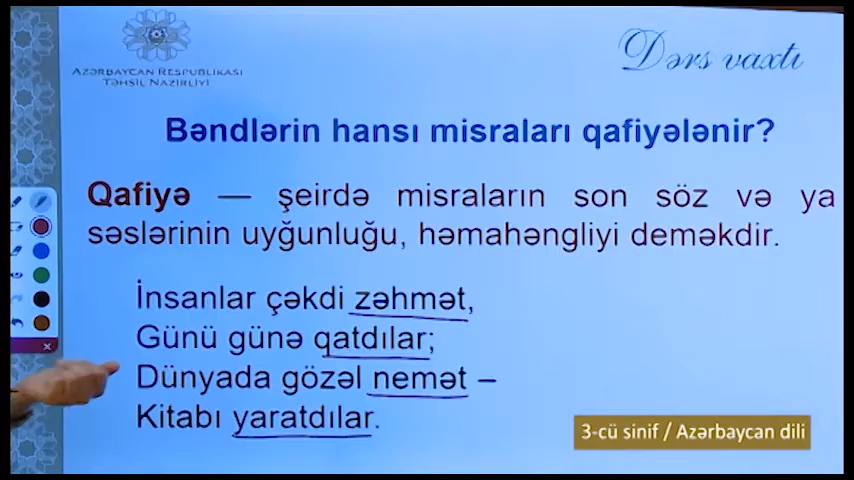 AZƏRBAYCAN RESPUBLIKASI
TƏHSİL NAZİRLİYİ
Dərs vaxtı
Bəndlərin hansı misraları qafiyələnir?
Qafiyə — şeirdə misraların son söz və ya
səslərinin uyğunluğu, həmahəngliyi deməkdir.
İnsanlar çəkdi zəhmət,
Günü günə qatdılar;
Dünyada gözəl nemət –
Kitabı yaratdılar.
3-cü sinif / Azərbaycan dili